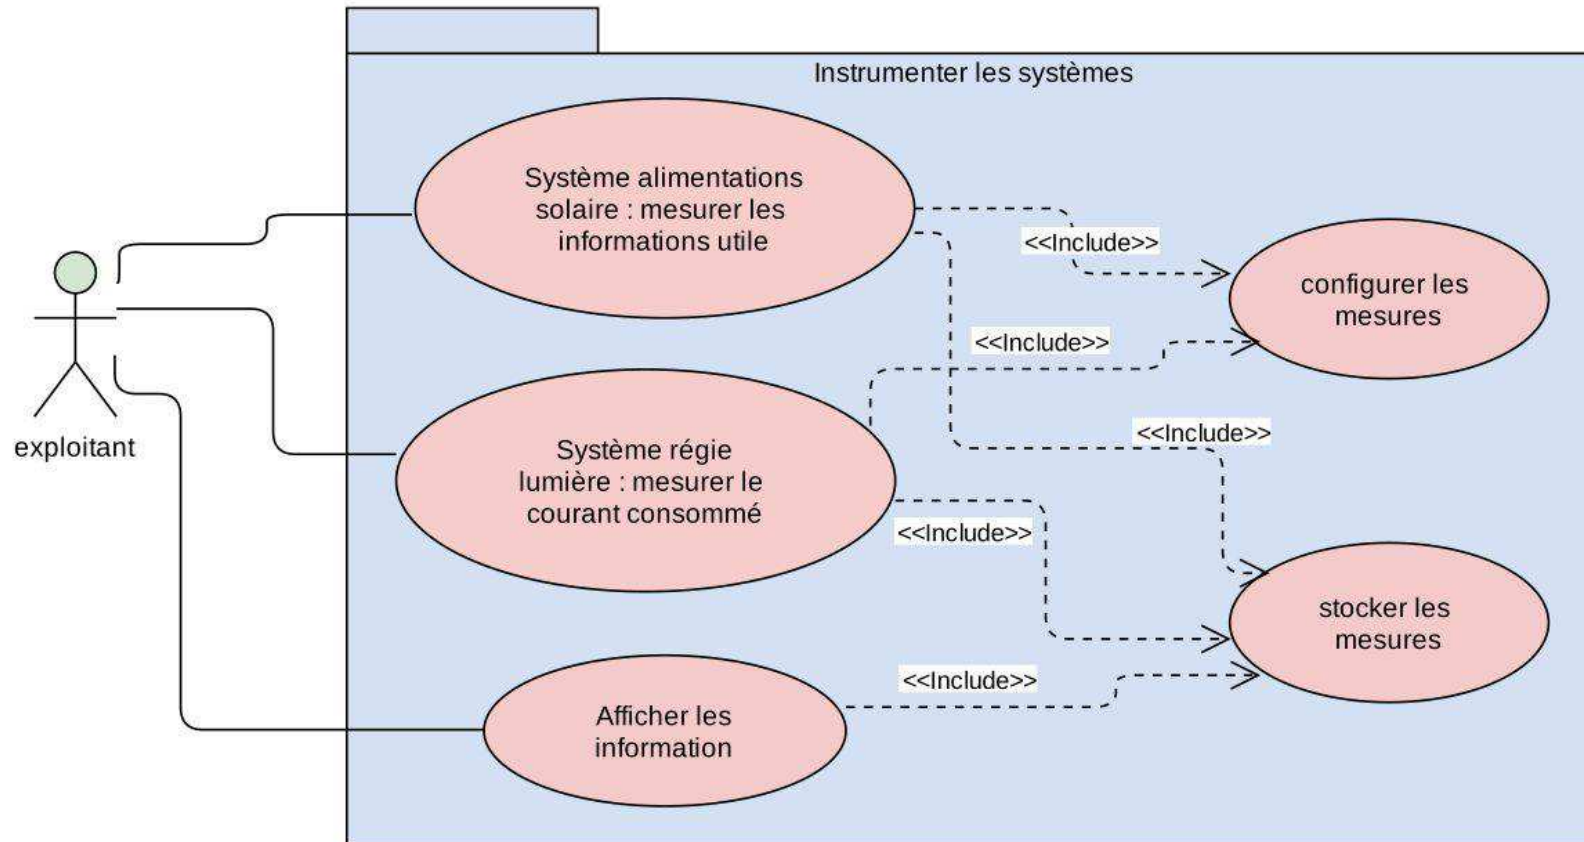 Instrumenter les systèmes
Système alimentations
solaire : mesurer les
informations utile
<<Include>>
configurer les
mesures
<<Include>>
exploitant
<<Include>>
Système régie
lumière : mesurer le
courant consommé
<<Include>>
stocker les
mesures
<<Include>>
Afficher les
information